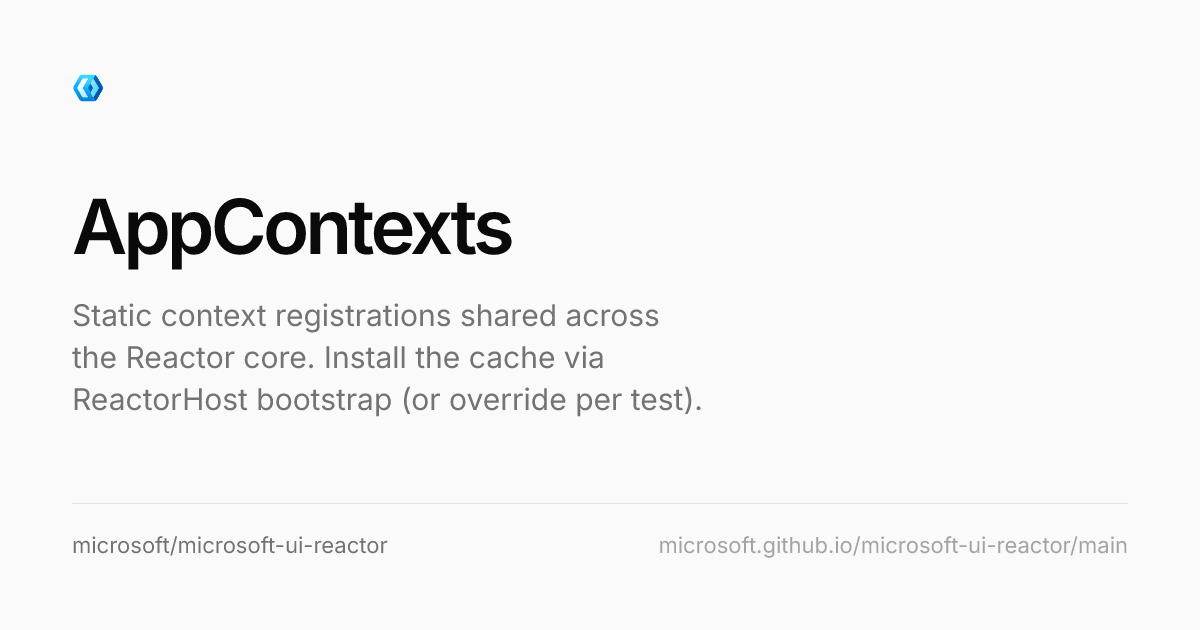 AppContexts
Static context registrations shared across
the Reactor core. Install the cache via
ReactorHost bootstrap (or override per test).
microsoft/microsoft-ui-reactor
microsoft.github.io/microsoft-ui-reactor/main